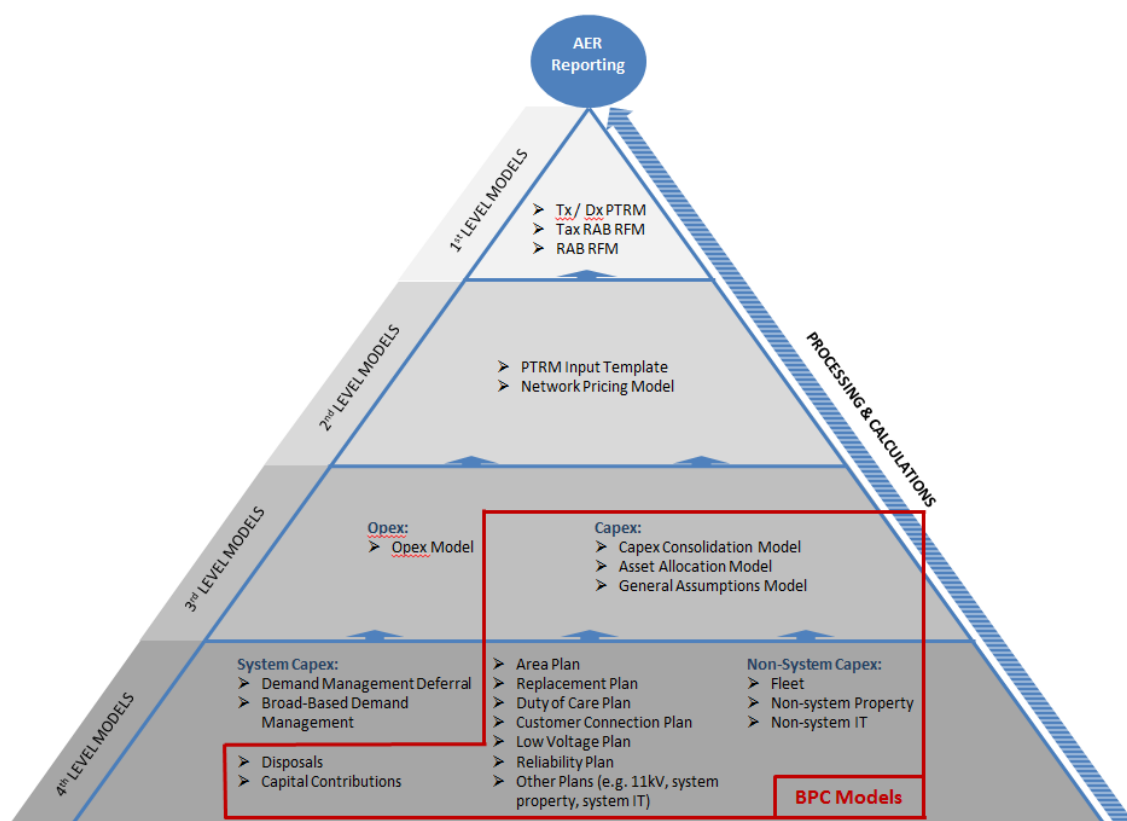 AER
Reporting
1st LEVEL MODELS
➢ Tx / Dx PTRM
➢ Tax RAB RFM
➢ RAB RFM
2nd LEVEL MODELS
➢ PTRM Input Template
➢ Network Pricing Model
PROCESSING & CALCULATIONS
3rd LEVEL MODELS
Opex:
➢ Opex Model
Capex:
➢ Capex Consolidation Model
➢ Asset Allocation Model
➢ General Assumptions Model
4th LEVEL MODELS
System Capex:
➢ Demand Management Deferral
➢ Broad-Based Demand
Management
➢ Disposals
➢ Capital Contributions
➢ Area Plan
➢ Replacement Plan
➢ Duty of Care Plan
➢ Customer Connection Plan
➢ Low Voltage Plan
➢ Reliability Plan
➢ Other Plans (e.g. 11kV, system
property, system IT)
Non-System Capex:
➢ Fleet
➢ Non-system Property
➢ Non-system IT
BPC Models